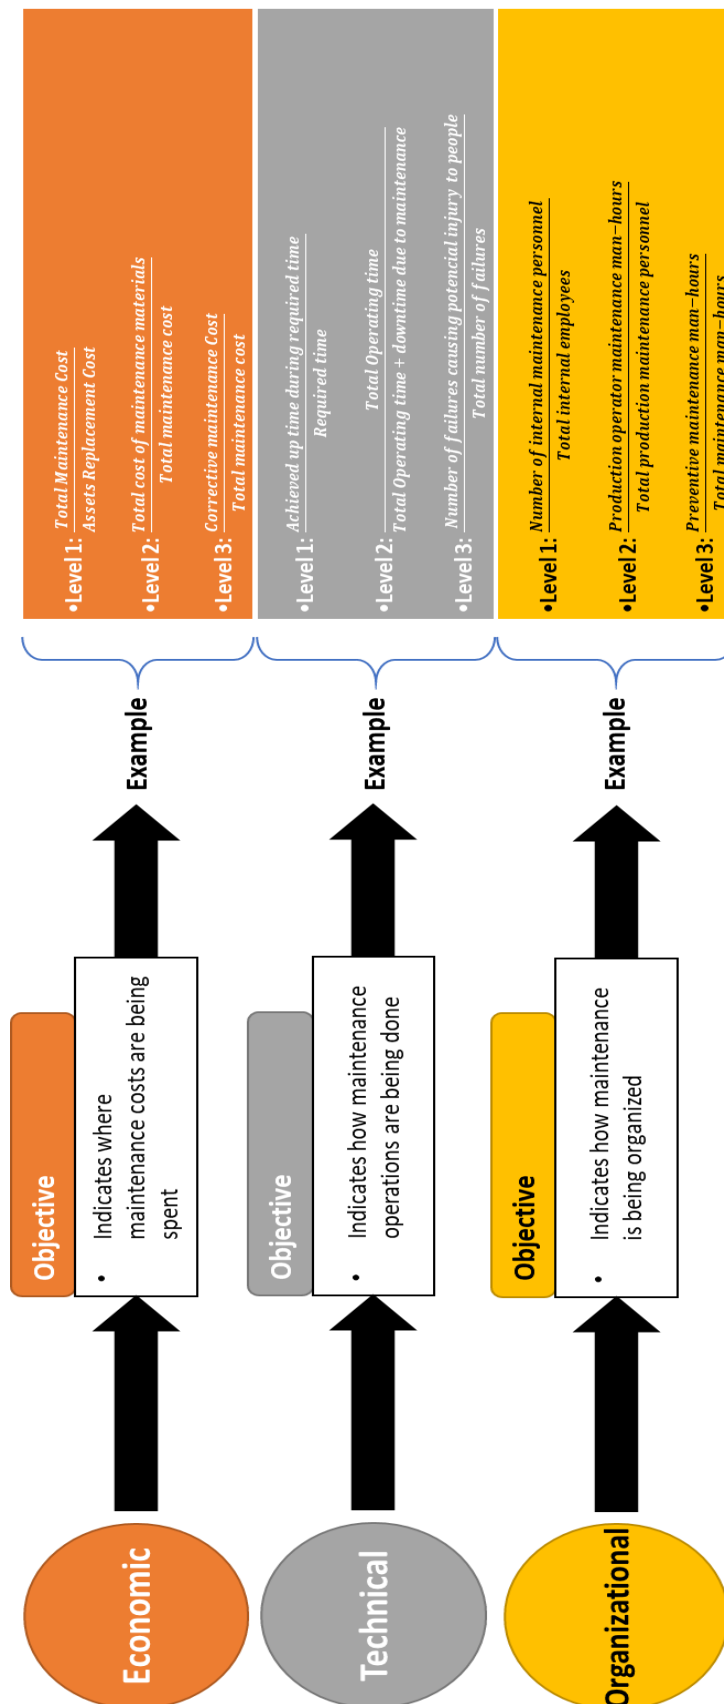 Economic
Objective
• Indicates where
maintenance costs are being
spent
Example
•Level 1: Total Maintenance Cost
Assets Replacement Cost
•Level 2: Total cost of maintenance materials
Total maintenance cost
•Level 3: Corrective maintenance Cost
Total maintenance cost
Technical
Objective
• Indicates how maintenance
operations are being done
Example
•Level 1: Achieved up time during required time
Required time
•Level 2: Total Operating time
Total Operating time + downtime due to maintenance
•Level 3: Number of failures causing potencial injury to people
Total number of failures
Organizational
Objective
• Indicates how maintenance
is being organized
Example
•Level 1: Number of internal maintenance personnel
Total internal employees
•Level 2: Production operator maintenance man-hours
Total production maintenance personnel
•Level 3: Preventive maintenance man-hours
Total maintenance man-hours